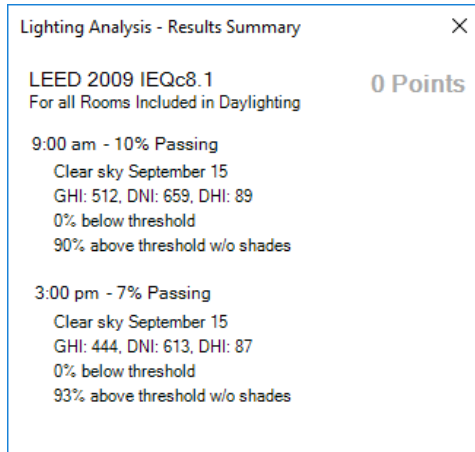 Lighting Analysis - Results Summary
LEED 2009 IEQc8.1
0 Points
For all Rooms Included in Daylighting
9:00 am - 10% Passing
Clear sky September 15
GHI: 512, DNI: 659, DHI: 89
0% below threshold
90% above threshold w/o shades
3:00 pm - 7% Passing
Clear sky September 15
GHI: 444, DNI: 613, DHI: 87
0% below threshold
93% above threshold w/o shades